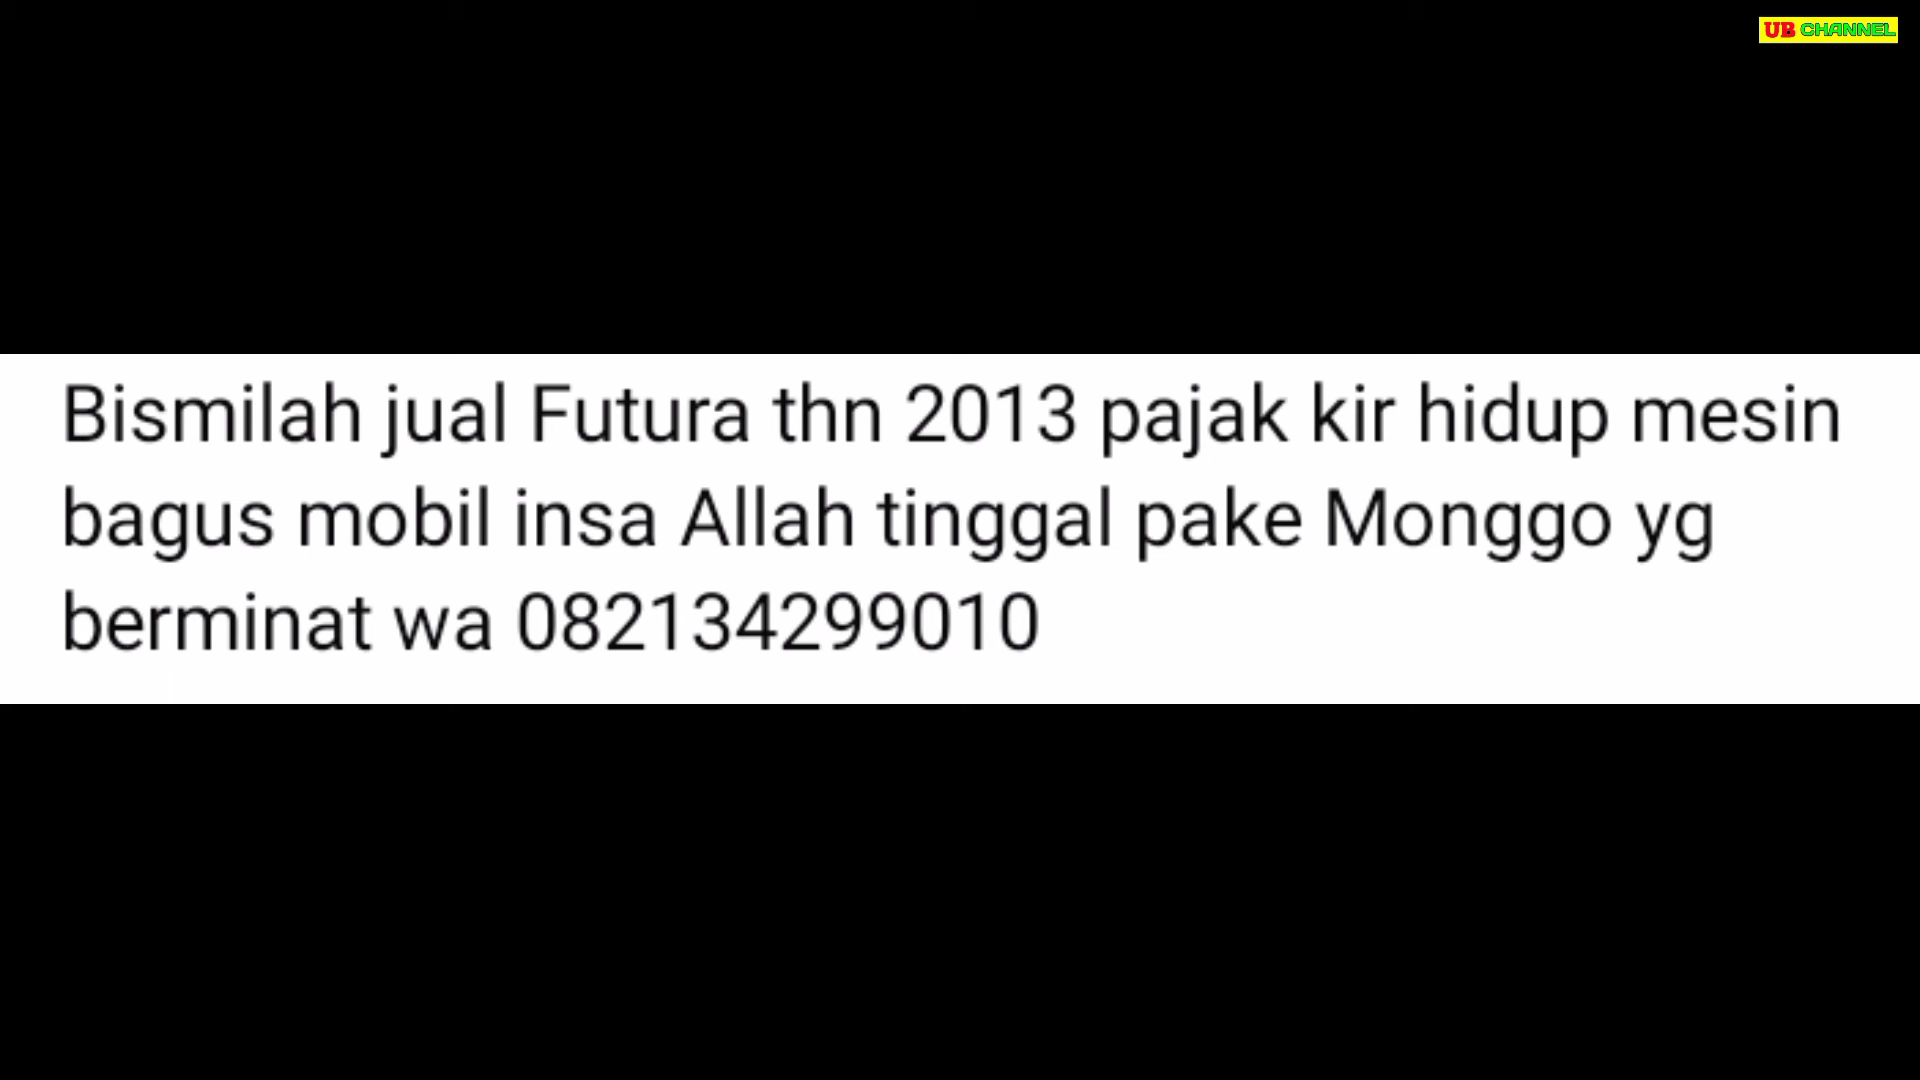 UB CHANNEL
Bismilah jual Futura thn 2013 pajak kir hidup mesin
bagus mobil insa Allah tinggal pake Monggo yg
berminat wa 082134299010